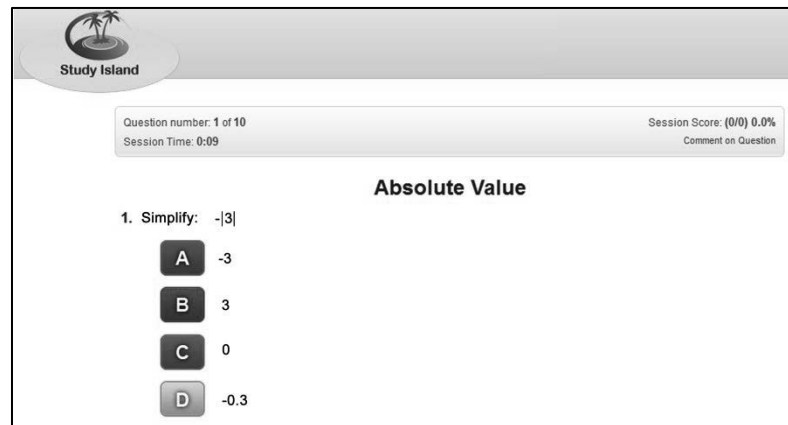 Study Island
Question number: 1 of 10
Session Score: (0/0) 0.0%
Session Time: 0:09
Comment on Question
Absolute Value
1. Simplify: -|3|
A -3
B 3
C 0
D -0.3